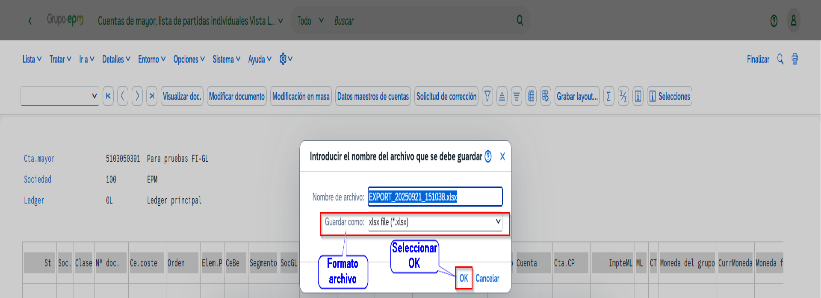 Grupo·epm Cuentas de mayor, lista de partidas individuales Vista L... Todo Buscar
Lista Tratar Ir a Detalles Entorno Opciones Sistema Ayuda Finalizar
Visualizar doc. Modificar documento Modificación en masa Datos maestros de cuentas Solicitud de corrección Grabar layout... Σ Selecciones
Cta.mayor 5103050391 Para pruebas FI-GL
Sociedad 100 EPM
Ledger 0L Ledger principal
Introducir el nombre del archivo que se debe guardar
Nombre de archivo: EXPORT_20250921_151038.xlsx
Guardar como: xlsx file (*.xlsx)
Formato
archivo
Seleccionar
OK
OK Cancelar
St Soc. Clase Nº doc. Ce.coste Orden Elem.P CeBe Segmento SocGL Cuenta Cta.CP ImpteML ML CT Moneda del grupo CurrMoneda Moneda f